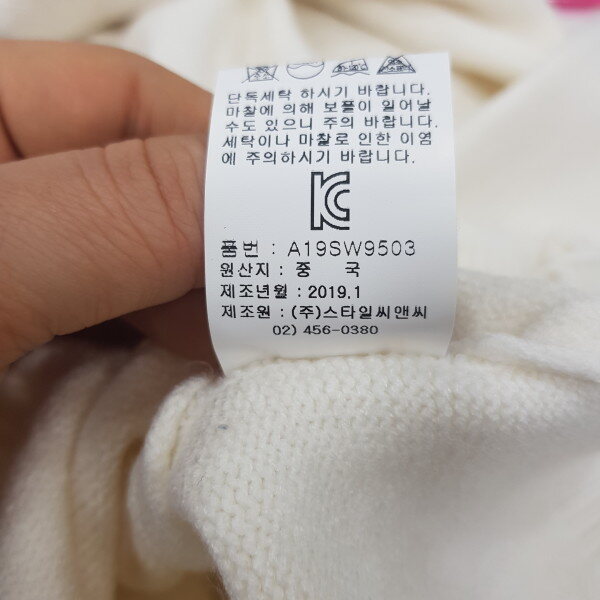 단독세탁 하시기 바랍니다.
마찰에 의해 보풀이 일어날
수도 있으니 주의 바랍니다.
세탁이나 마찰로 인한 이염
에 주의하시기 바랍니다.
KC
품번 : A19SW9503
원산지 : 중 국
제조년월 : 2019.1
제조원 : (주)스타일씨앤씨
02) 456-0380